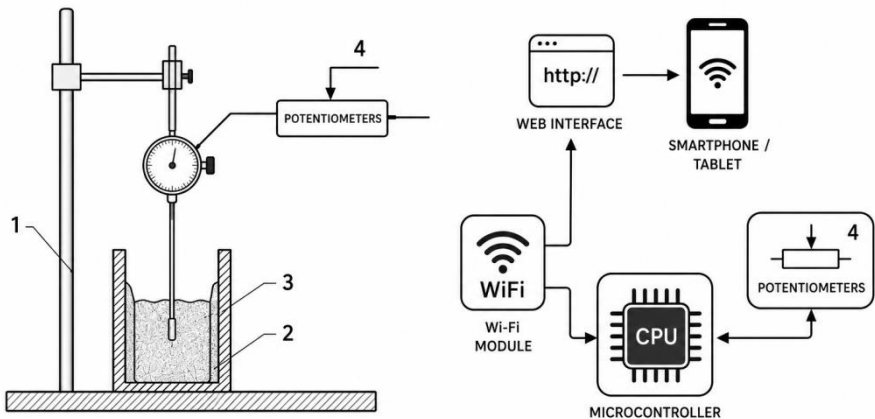 4
POTENTIOMETERS
1
3
2
http://
WEB INTERFACE
SMARTPHONE /
TABLET
WiFi
Wi-Fi
MODULE
CPU
MICROCONTROLLER
4
POTENTIOMETERS